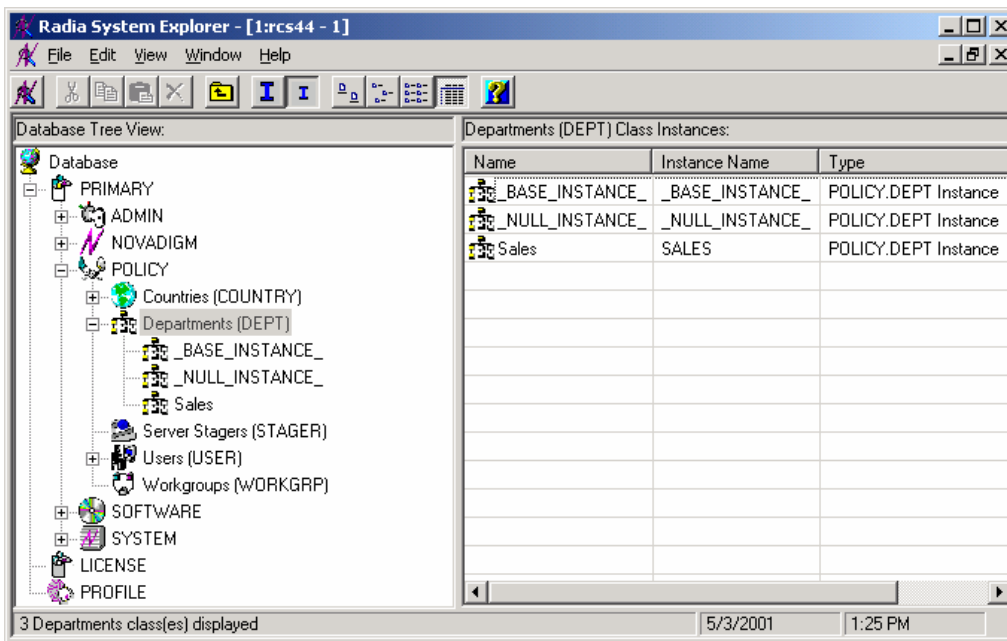 Radia System Explorer - [1:rcs44 - 1]
File Edit View Window Help
Database Tree View:
Database
PRIMARY
ADMIN
NOVADIGM
POLICY
Countries (COUNTRY)
Departments (DEPT)
_BASE_INSTANCE_
_NULL_INSTANCE_
Sales
Server Stagers (STAGER)
Users (USER)
Workgroups (WORKGRP)
SOFTWARE
SYSTEM
LICENSE
PROFILE
Departments (DEPT) Class Instances:
Name Instance Name Type
_BASE_INSTANCE_ _BASE_INSTANCE_ POLICY.DEPT Instance
_NULL_INSTANCE_ _NULL_INSTANCE_ POLICY.DEPT Instance
Sales SALES POLICY.DEPT Instance
3 Departments class(es) displayed 5/3/2001 1:25 PM